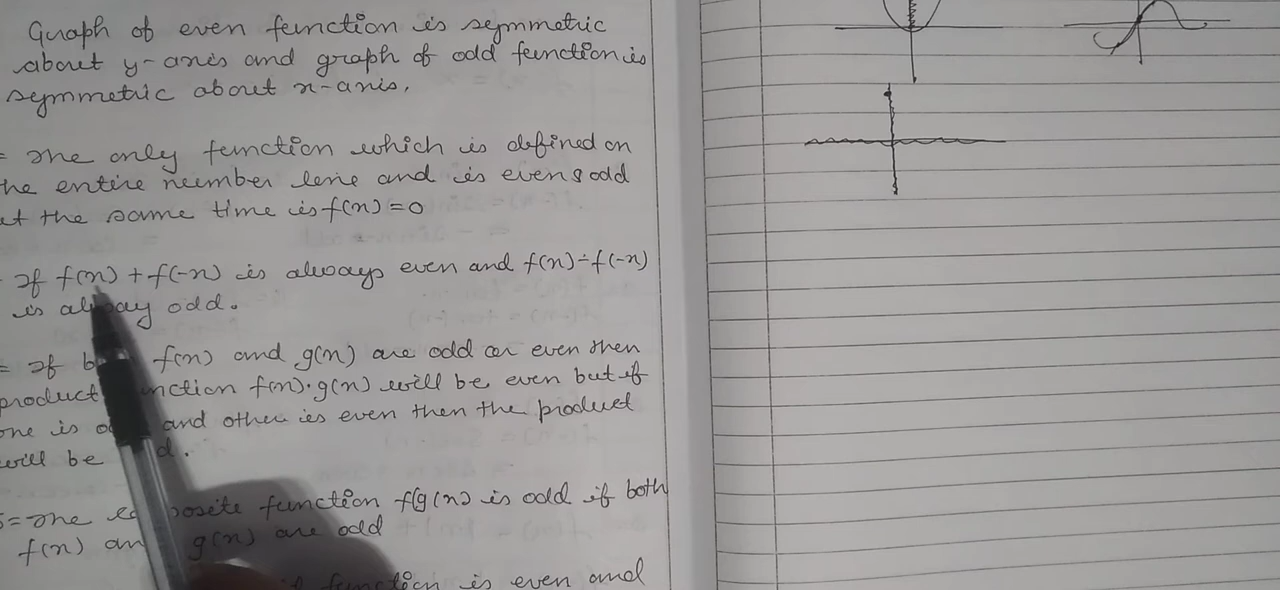 Graph of even function is symmetric
about y-axis and graph of odd function is
symmetric about x-axis.
= The only function which is defined on
he entire number line and is even & odd
at the same time is f(x)=0
If f(x) + f(-x) is always even and f(x)-f(-x)
is alway odd.
= If f(x) and g(x) are odd or even then
product f(x)·g(x) will be even but if
one is and other is even then the product
will be
5= The function f(g(x) is odd if both
f(x) g(x) are odd
function is even and